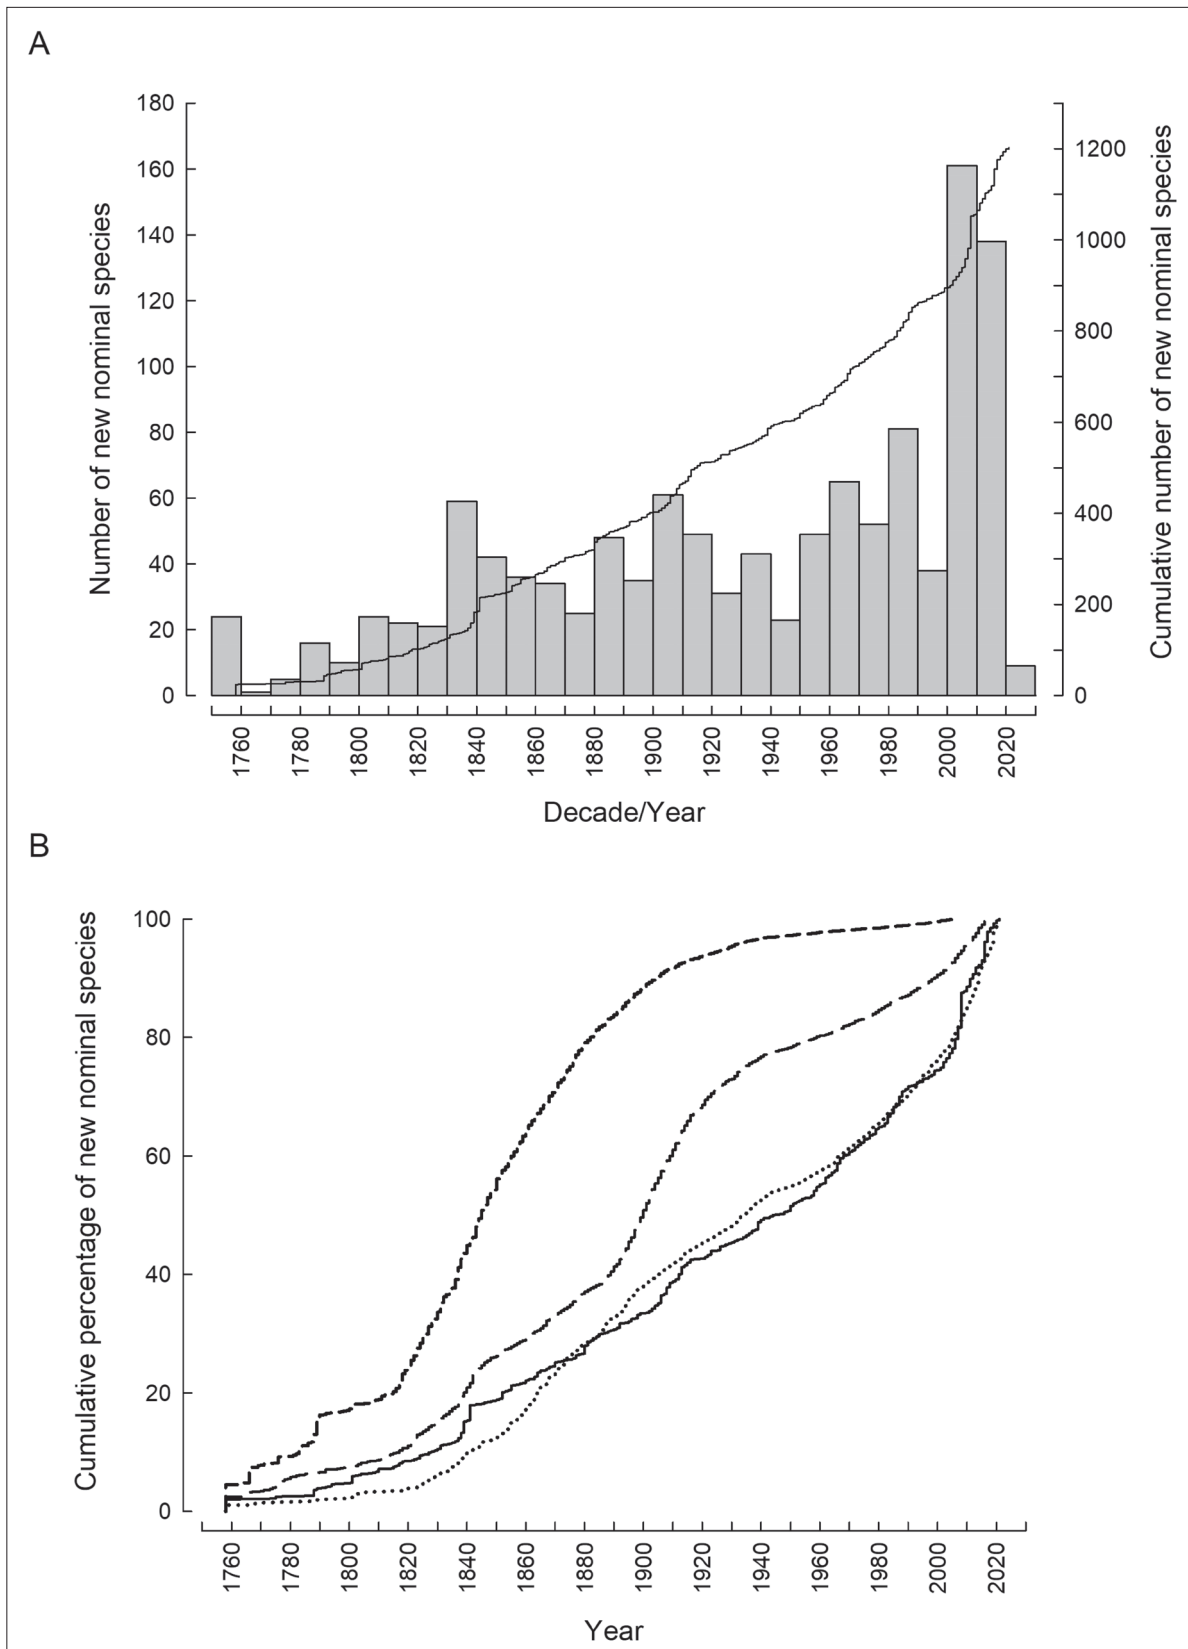 A
Number of new nominal species
180
160
140
120
100
80
60
40
20
0
1200
1000
800
600
400
200
0
Cumulative number of new nominal species
1760 1780 1800 1820 1840 1860 1880 1900 1920 1940 1960 1980 2000 2020
Decade/Year
B
Cumulative percentage of new nominal species
100
80
60
40
20
0
1760 1780 1800 1820 1840 1860 1880 1900 1920 1940 1960 1980 2000 2020
Year